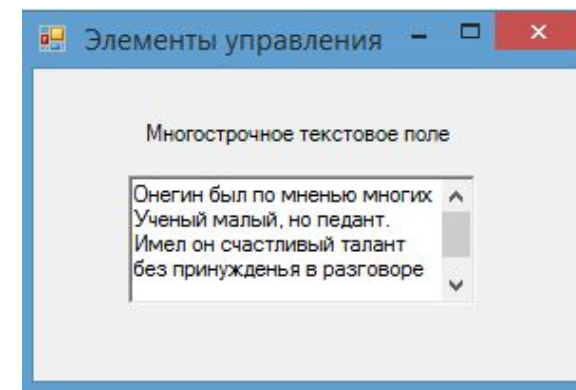 Элементы управления
Многострочное текстовое поле
Онегин был по мненью многих
Ученый малый, но педант.
Имел он счастливый талант
без принужденья в разговоре